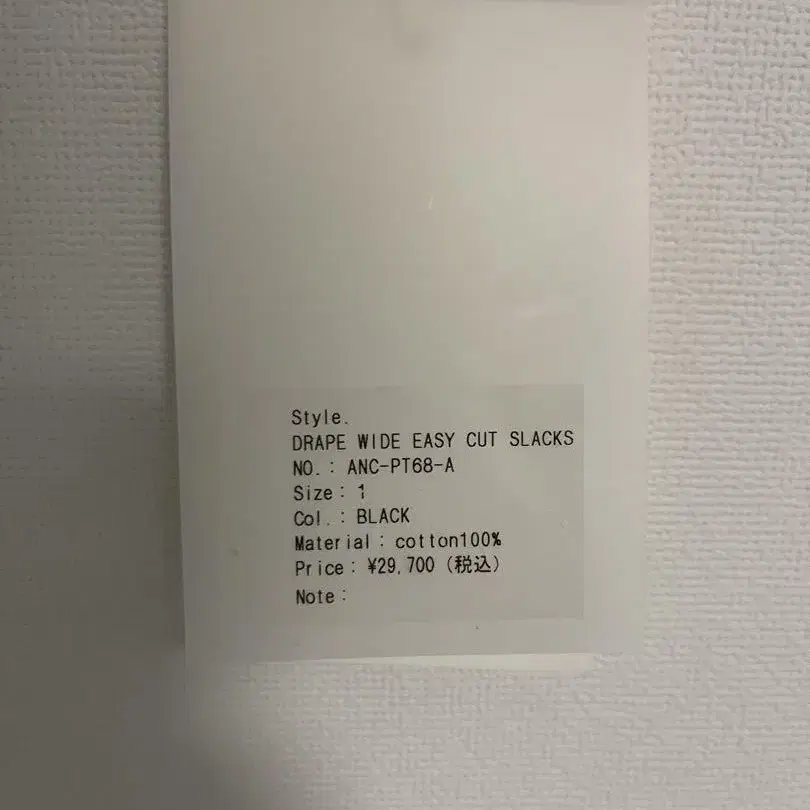 Style.
DRAPE WIDE EASY CUT SLACKS
NO.: ANC-PT68-A
Size: 1
Col.: BLACK
Material: cotton100%
Price: ¥29,700 (税込)
Note: